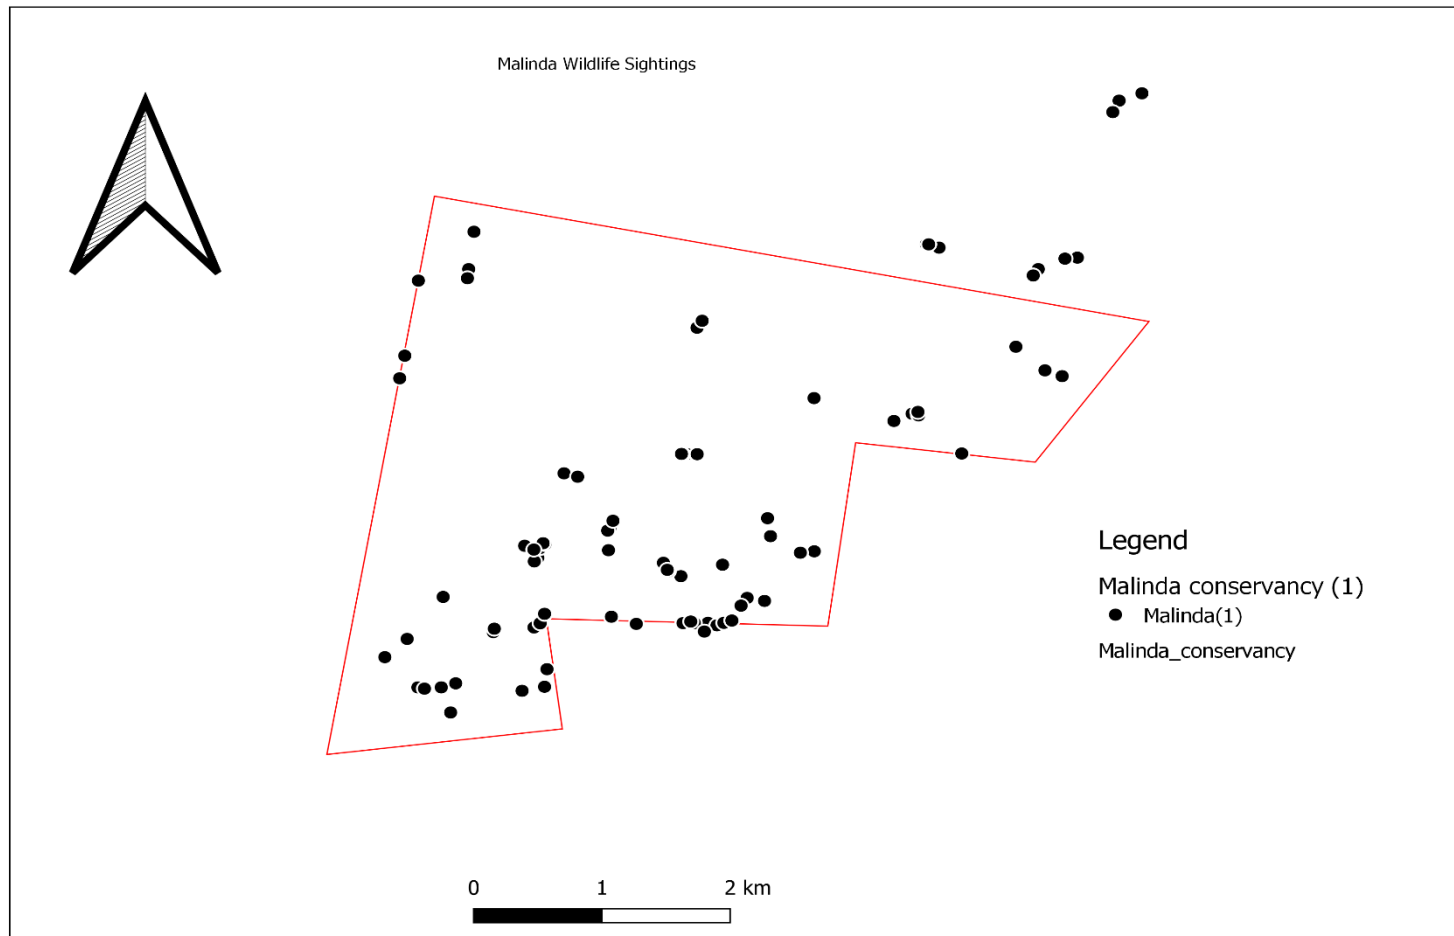 Malinda Wildlife Sightings
Legend
Malinda conservancy (1)
Malinda(1)
Malinda_conservancy
0 1 2 km